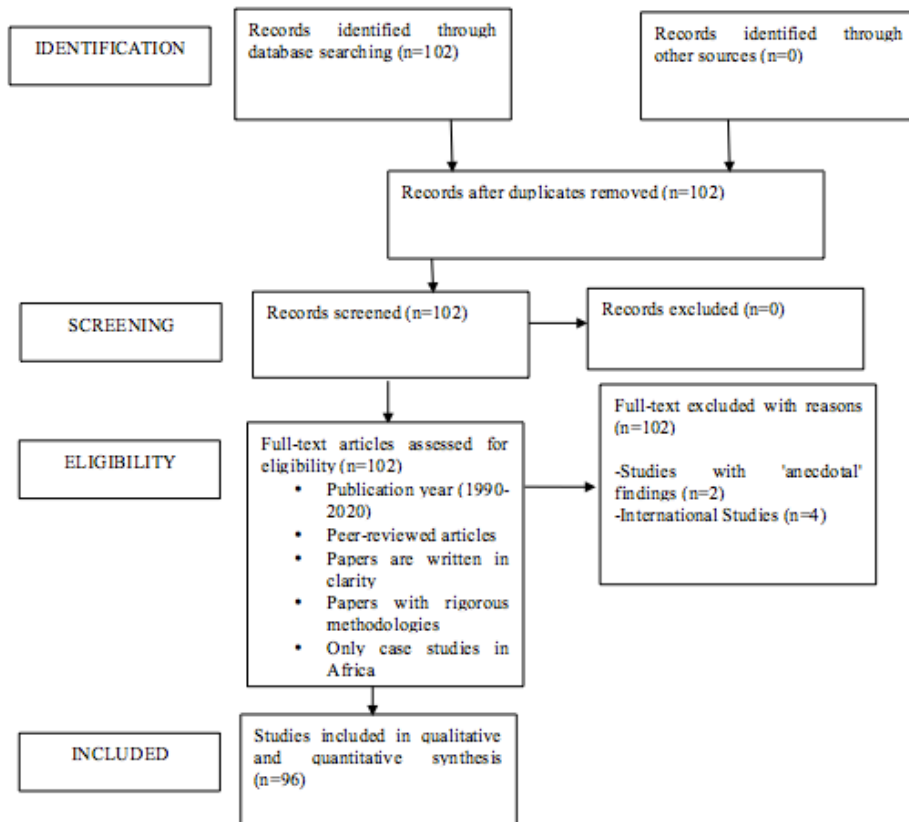 IDENTIFICATION
Records identified through
database searching (n=102)
Records identified through
other sources (n=0)
Records after duplicates removed (n=102)
SCREENING
Records screened (n=102)
Records excluded (n=0)
ELIGIBILITY
Full-text articles assessed for
eligibility (n=102)
• Publication year (1990-
2020)
• Peer-reviewed articles
• Papers are written in
clarity
• Papers with rigorous
methodologies
• Only case studies in
Africa
Full-text excluded with reasons
(n=102)
-Studies with 'anecdotal'
findings (n=2)
-International Studies (n=4)
INCLUDED
Studies included in qualitative
and quantitative synthesis
(n=96)